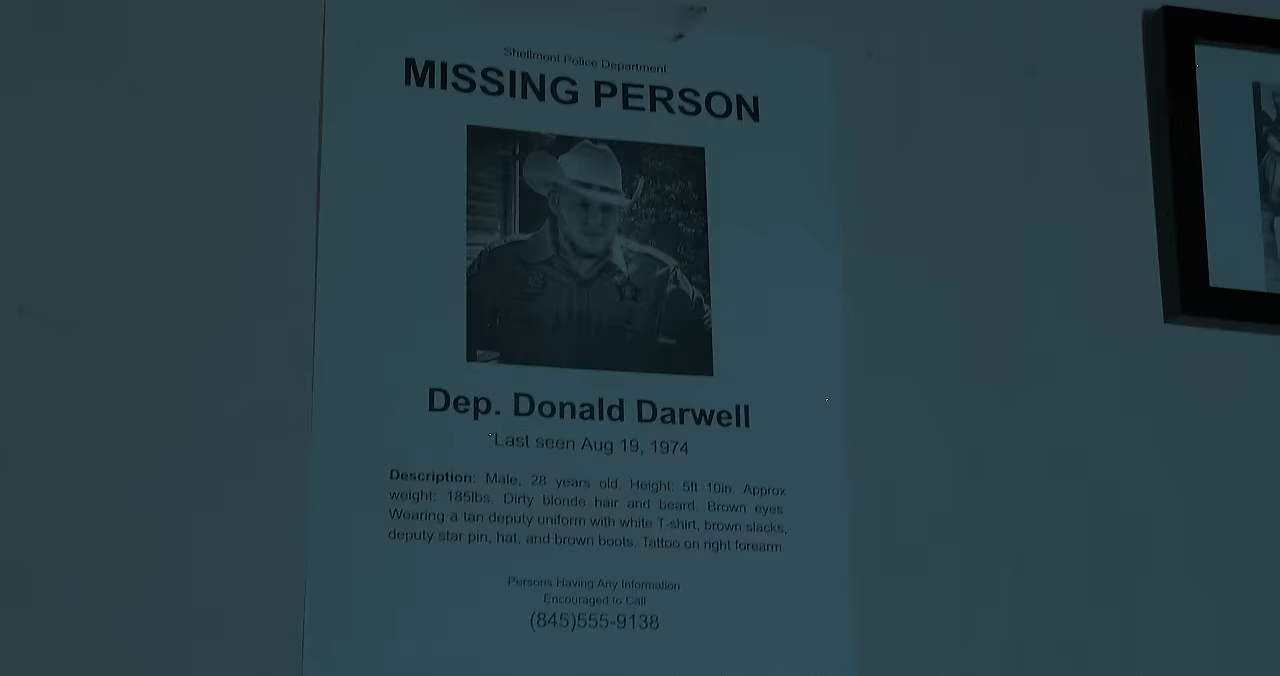 Shellmont Police Department
MISSING PERSON
Dep. Donald Darwell
Last seen Aug 19, 1974
Description: Male, 28 years old. Height: 5ft 10in. Approx
weight: 185lbs. Dirty blonde hair and beard. Brown eyes
Wearing a tan deputy uniform with white T-shirt, brown slacks,
deputy star pin, hat, and brown boots. Tattoo on right forearm.
Persons Having Any Information
Encouraged to Call
(845)555-9138